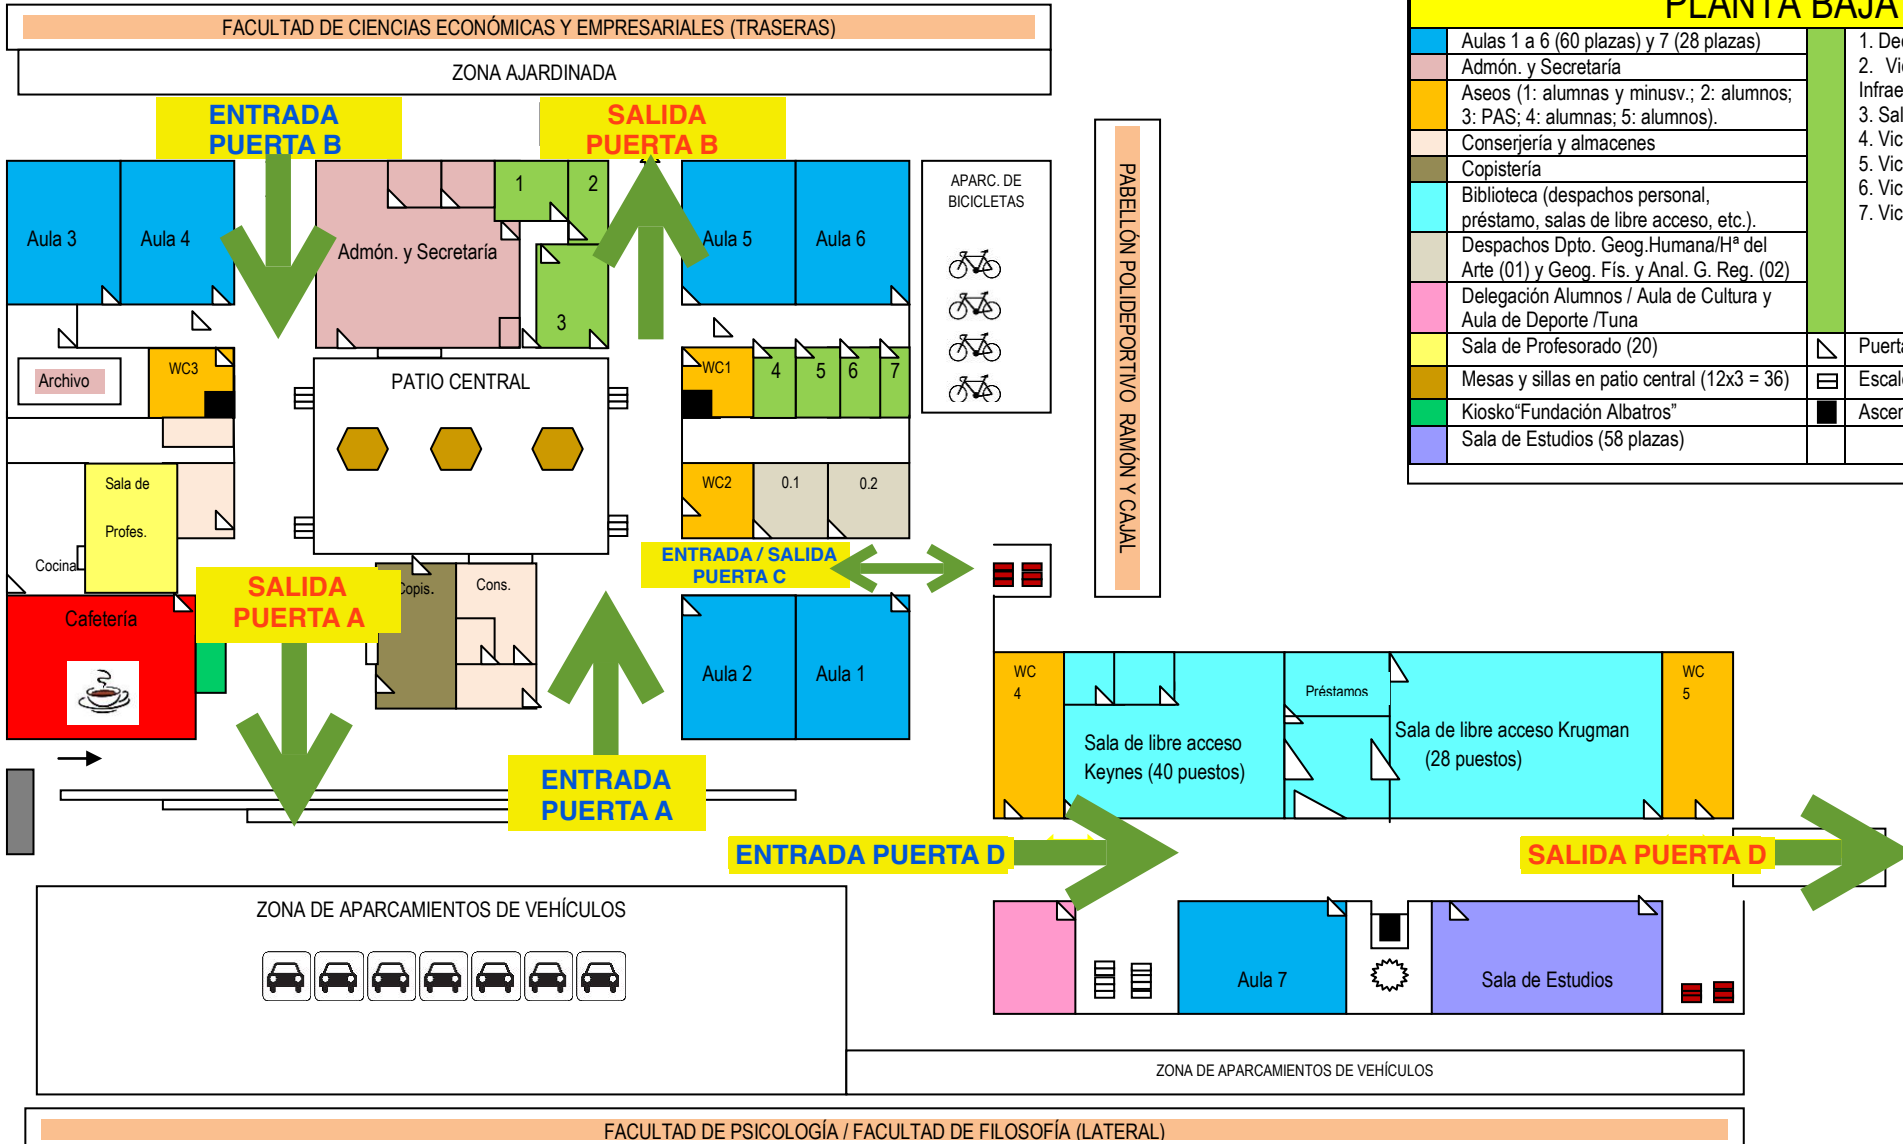 FACULTAD DE CIENCIAS ECONÓMICAS Y EMPRESARIALES (TRASERAS)
ZONA AJARDINADA
ENTRADA
PUERTA B
SALIDA
PUERTA B
PLANTA BAJA
Aulas 1 a 6 (60 plazas) y 7 (28 plazas)
Admón. y Secretaría
Aseos (1: alumnas y minusv.; 2: alumnos;
3: PAS; 4: alumnas; 5: alumnos).
Conserjería y almacenes
Copistería
Biblioteca (despachos personal,
préstamo, salas de libre acceso, etc.).
Despachos Dpto. Geog.Humana/Hª del
Arte (01) y Geog. Fís. y Anal. G. Reg. (02)
Delegación Alumnos / Aula de Cultura y
Aula de Deporte /Tuna
Sala de Profesorado (20)
Mesas y sillas en patio central (12x3 = 36)
Kiosko“Fundación Albatros”
Sala de Estudios (58 plazas)
1.
2.
3.
4.
5.
6.
7.
Aula 3
Aula 4
Admón. y Secretaría
1
2
3
Aula 5
Aula 6
APARC. DE
BICICLETAS
PABELLÓN POLIDEPORTIVO RAMÓN Y CAJAL
Archivo
WC3
PATIO CENTRAL
WC1
4
5
6
7
Sala de
Profes.
Cocina
WC2
0.1
0.2
ENTRADA / SALIDA
PUERTA C
SALIDA
PUERTA A
Copis.
Cons.
Cafetería
Aula 2
Aula 1
ENTRADA
PUERTA A
WC
4
Préstamos
Sala de libre acceso
Keynes (40 puestos)
Sala de libre acceso Krugman
(28 puestos)
WC
5
ENTRADA PUERTA D
SALIDA PUERTA D
ZONA DE APARCAMIENTOS DE VEHÍCULOS
Aula 7
Sala de Estudios
ZONA DE APARCAMIENTOS DE VEHÍCULOS
FACULTAD DE PSICOLOGÍA / FACULTAD DE FILOSOFÍA (LATERAL)